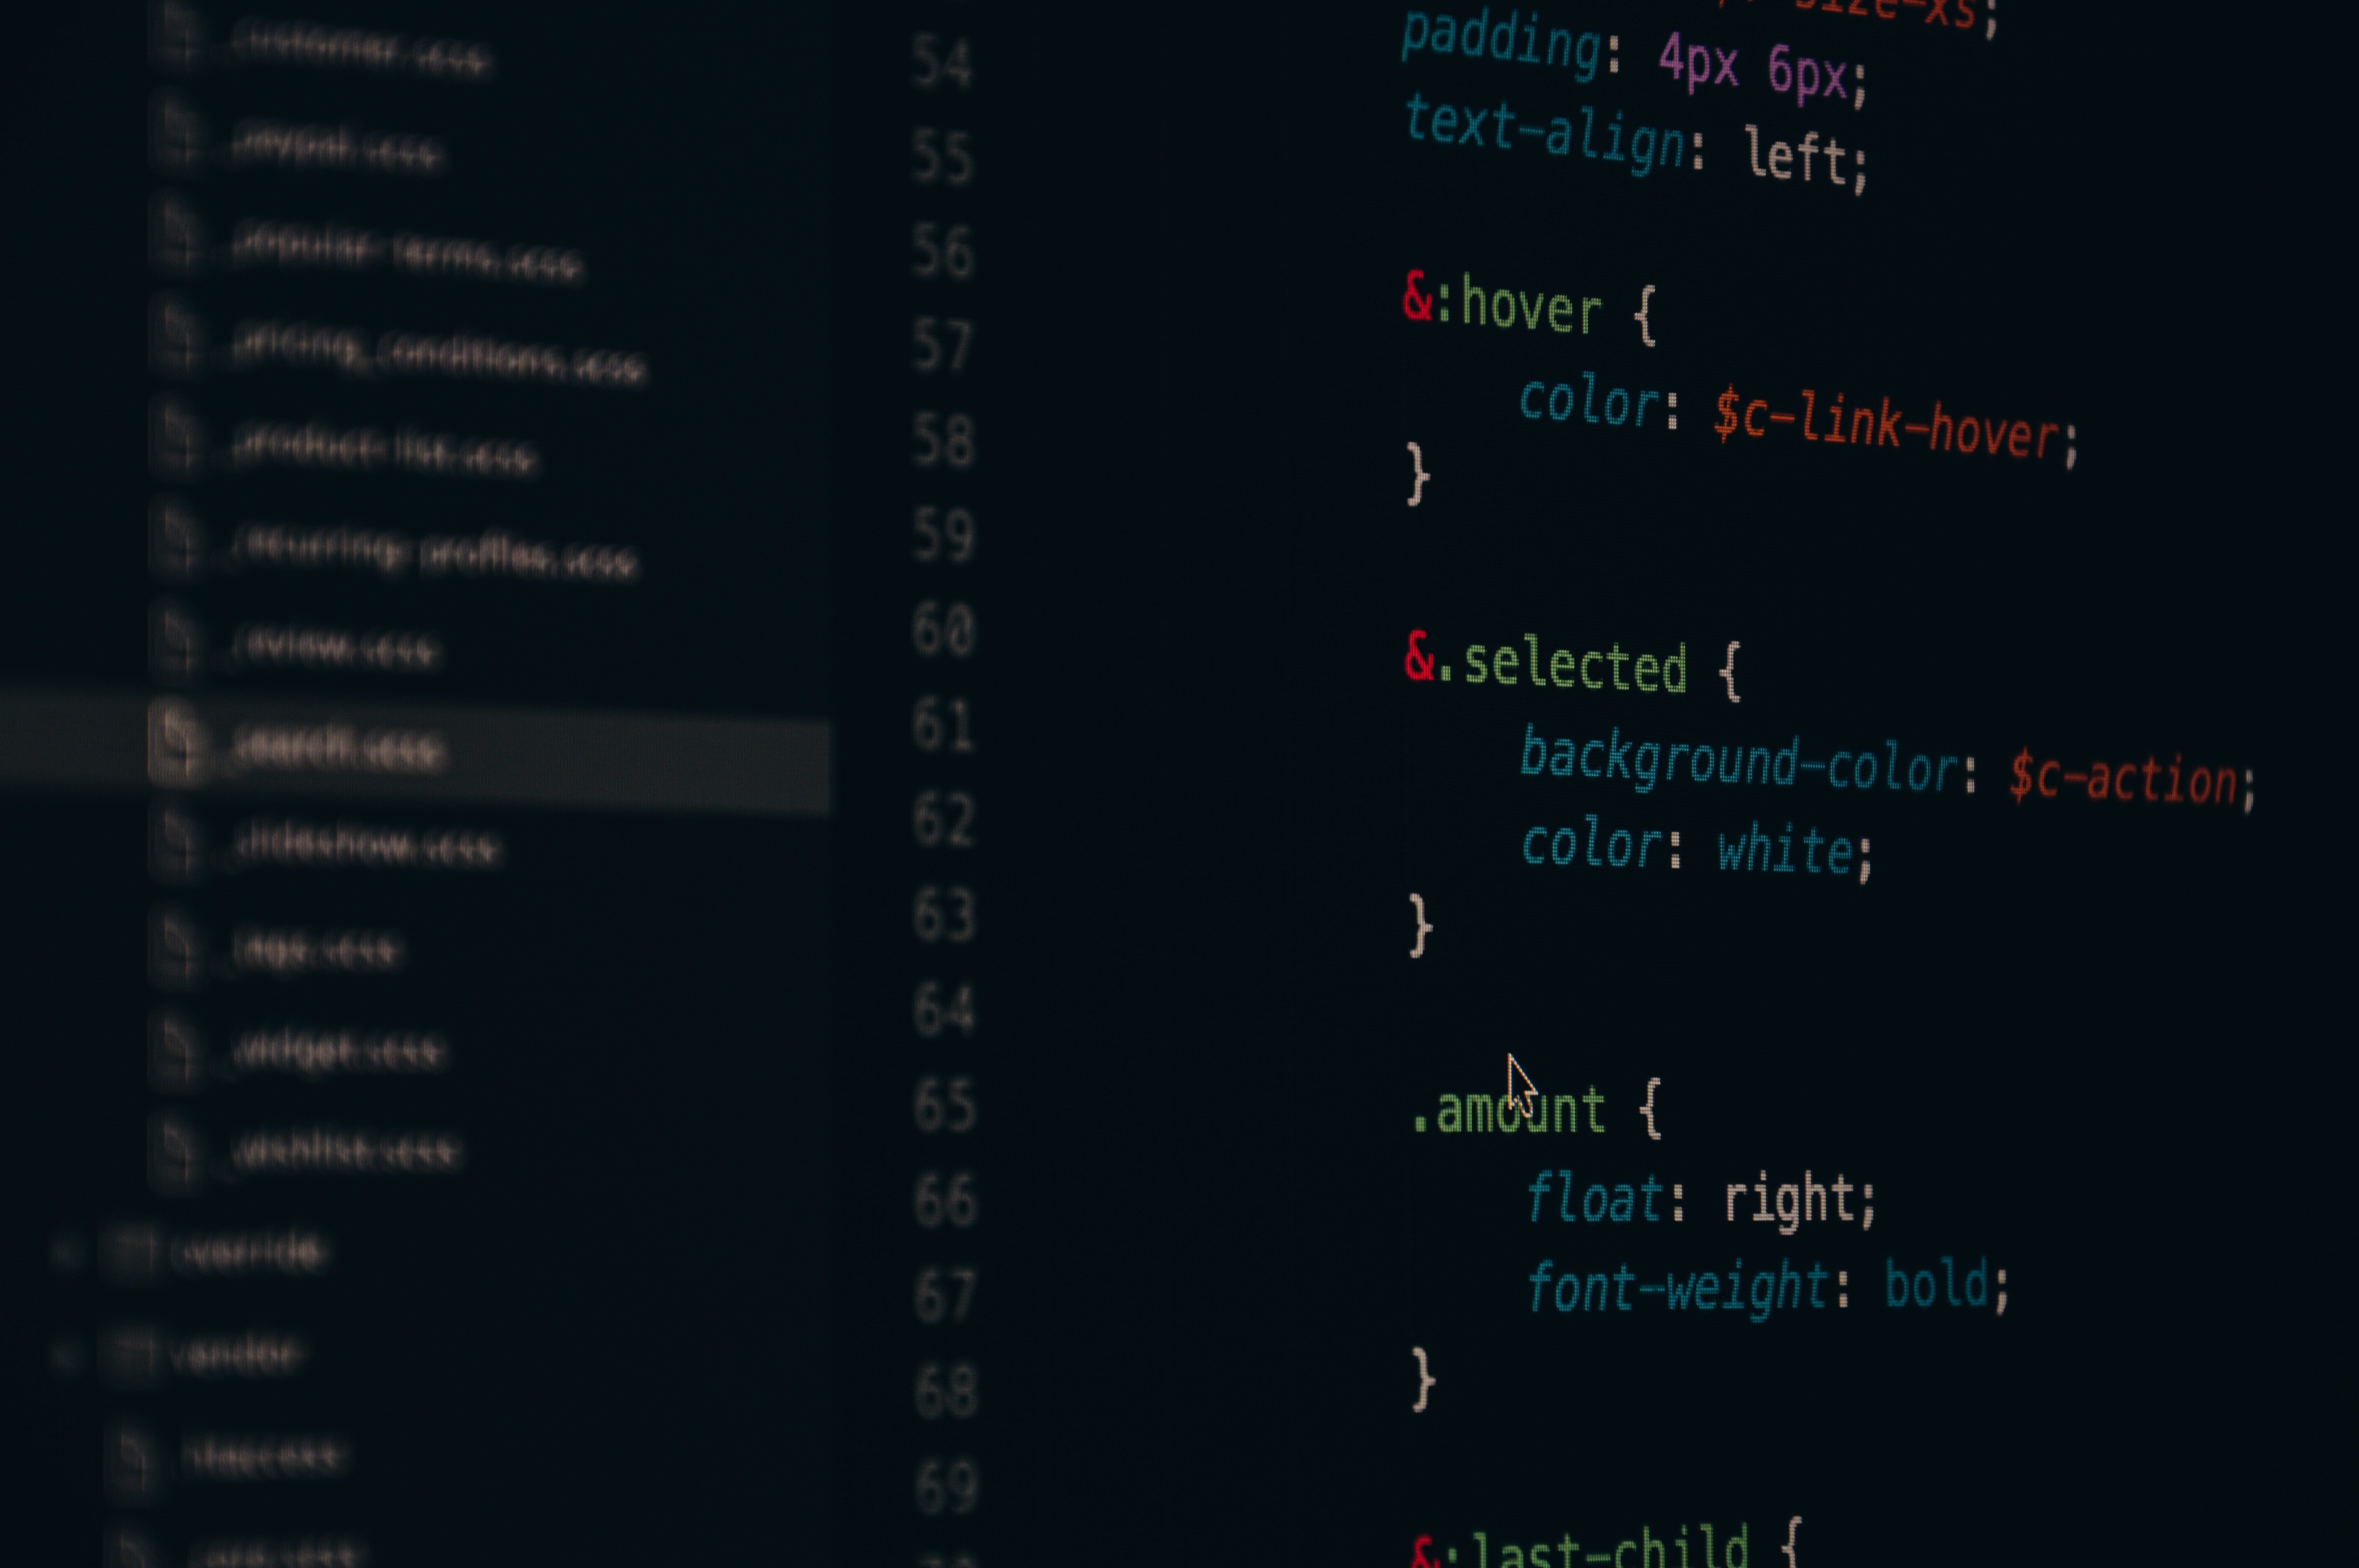 _customer.scss
_paypal.scss
_popular-terms.scss
_pricing_conditions.scss
_product-list.scss
_recurring-profiles.scss
_review.scss
_search.scss
_slideshow.scss
_tags.scss
_widget.scss
_wishlist.scss
override
vendor
.htaccess
54
55
56
57
58
59
60
61
62
63
64
65
66
67
68
69
size-xs;
padding: 4px 6px;
text-align: left;
&:hover {
color: $c-link-hover;
}
&.selected {
background-color: $c-action;
color: white;
}
.amount {
float: right;
font-weight: bold;
}
&:last-child {